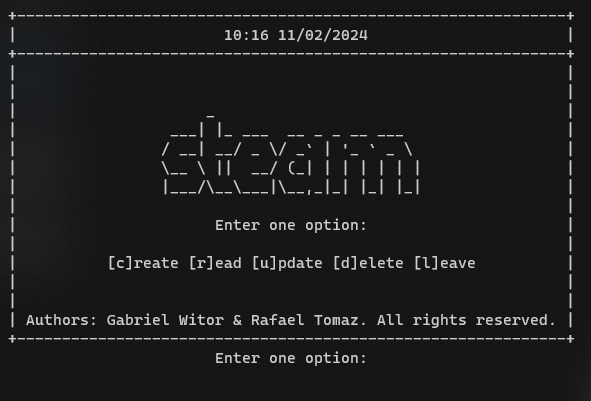 10:16 11/02/2024
steam
Enter one option:
[c]reate [r]ead [u]pdate [d]elete [l]eave
Authors: Gabriel Witor & Rafael Tomaz. All rights reserved.
Enter one option: